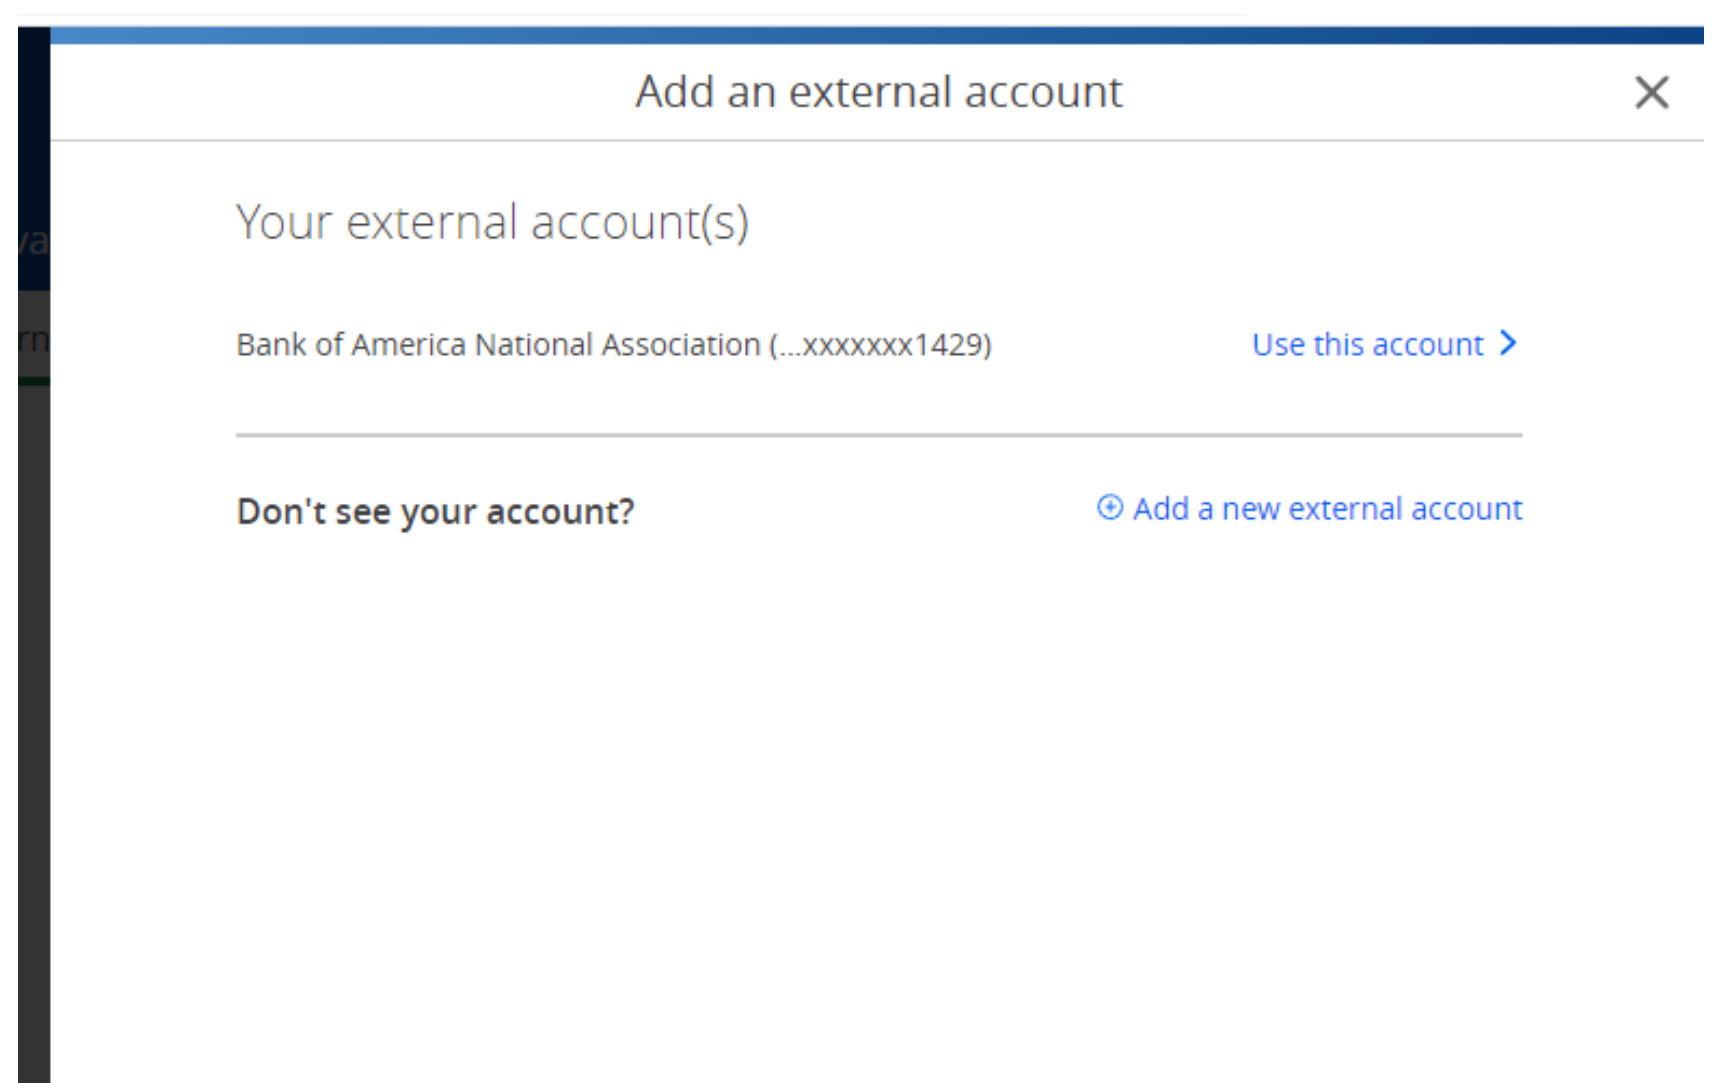 Add an external account
Your external account(s)
Bank of America National Association (...xxxxxxx1429)
Use this account
Don't see your account?
Add a new external account